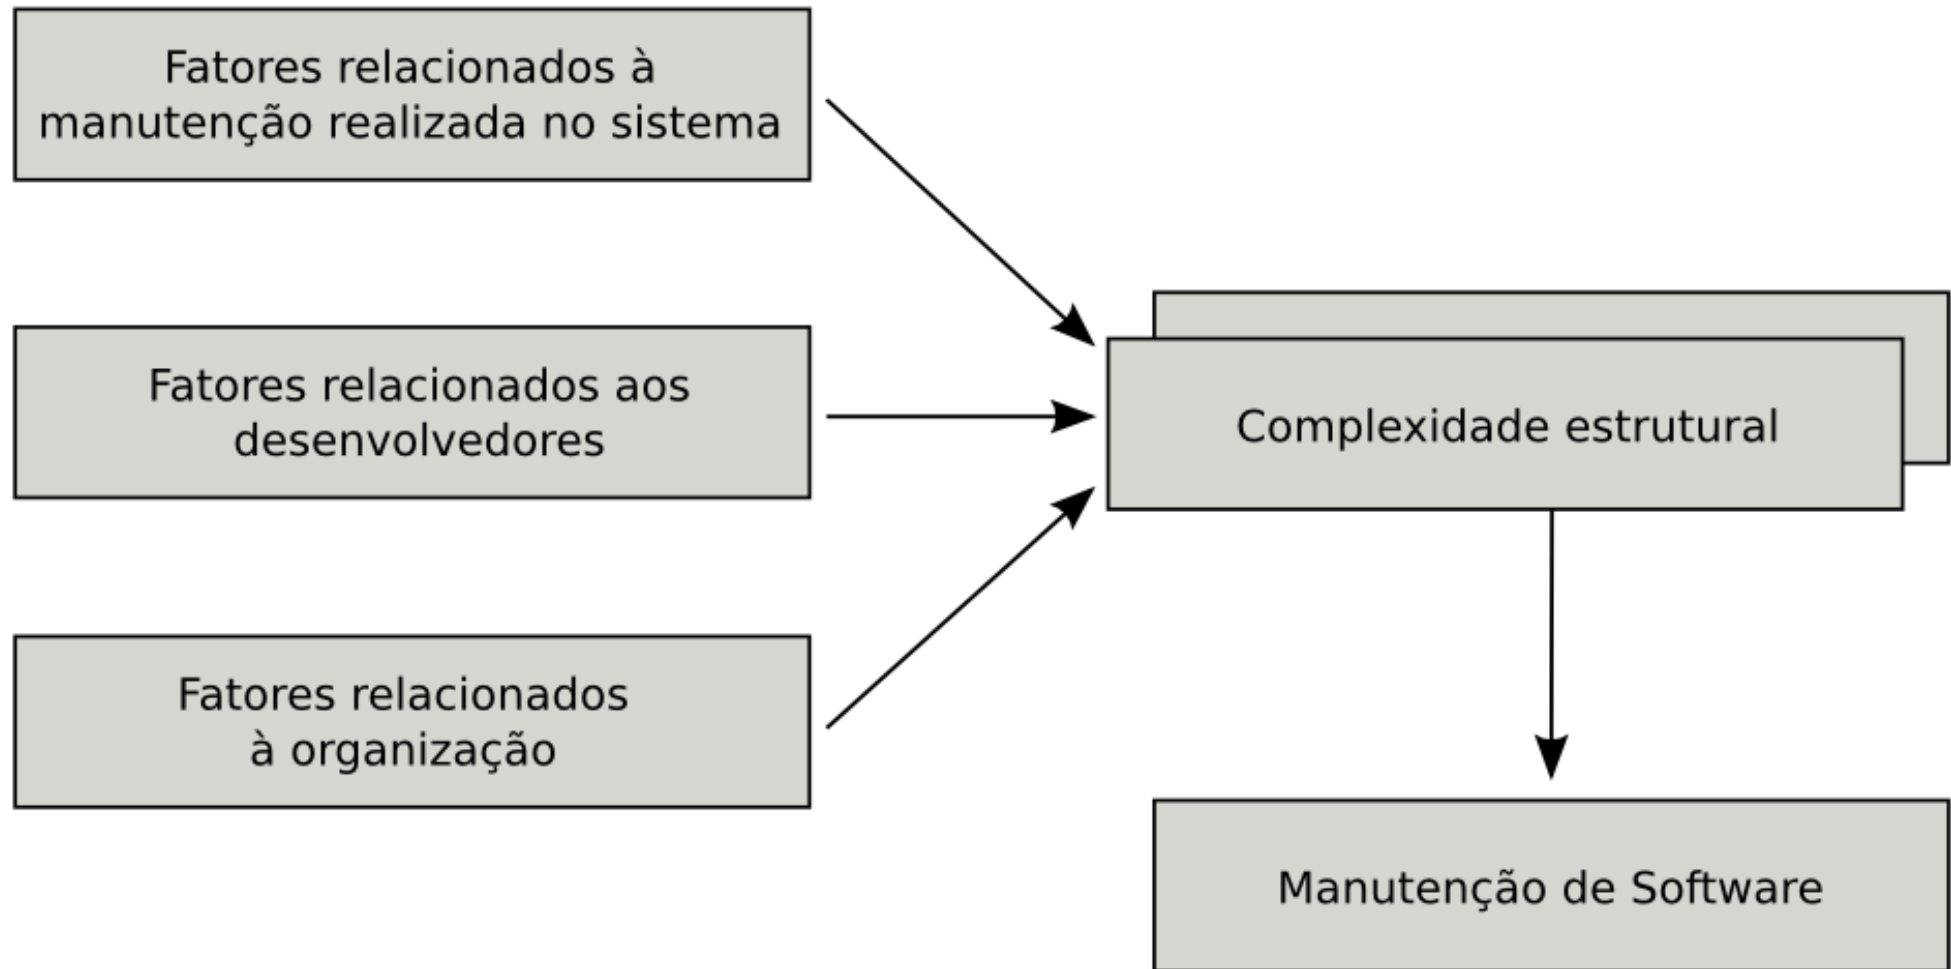 Fatores relacionados à
manutenção realizada no sistema
Fatores relacionados aos
desenvolvedores
Complexidade estrutural
Fatores relacionados
à organização
Manutenção de Software